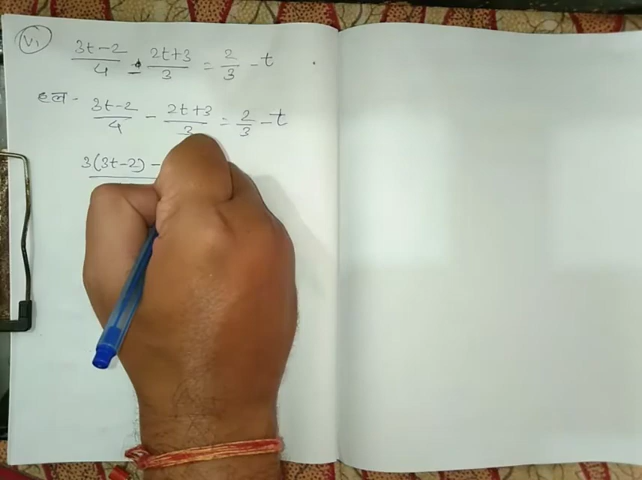 VI
3t-2/4 - 2t+3/3 = 2/3 - t
हल - 3t-2/4 - 2t+3/3 = 2/3 - t
3(3t-2) -